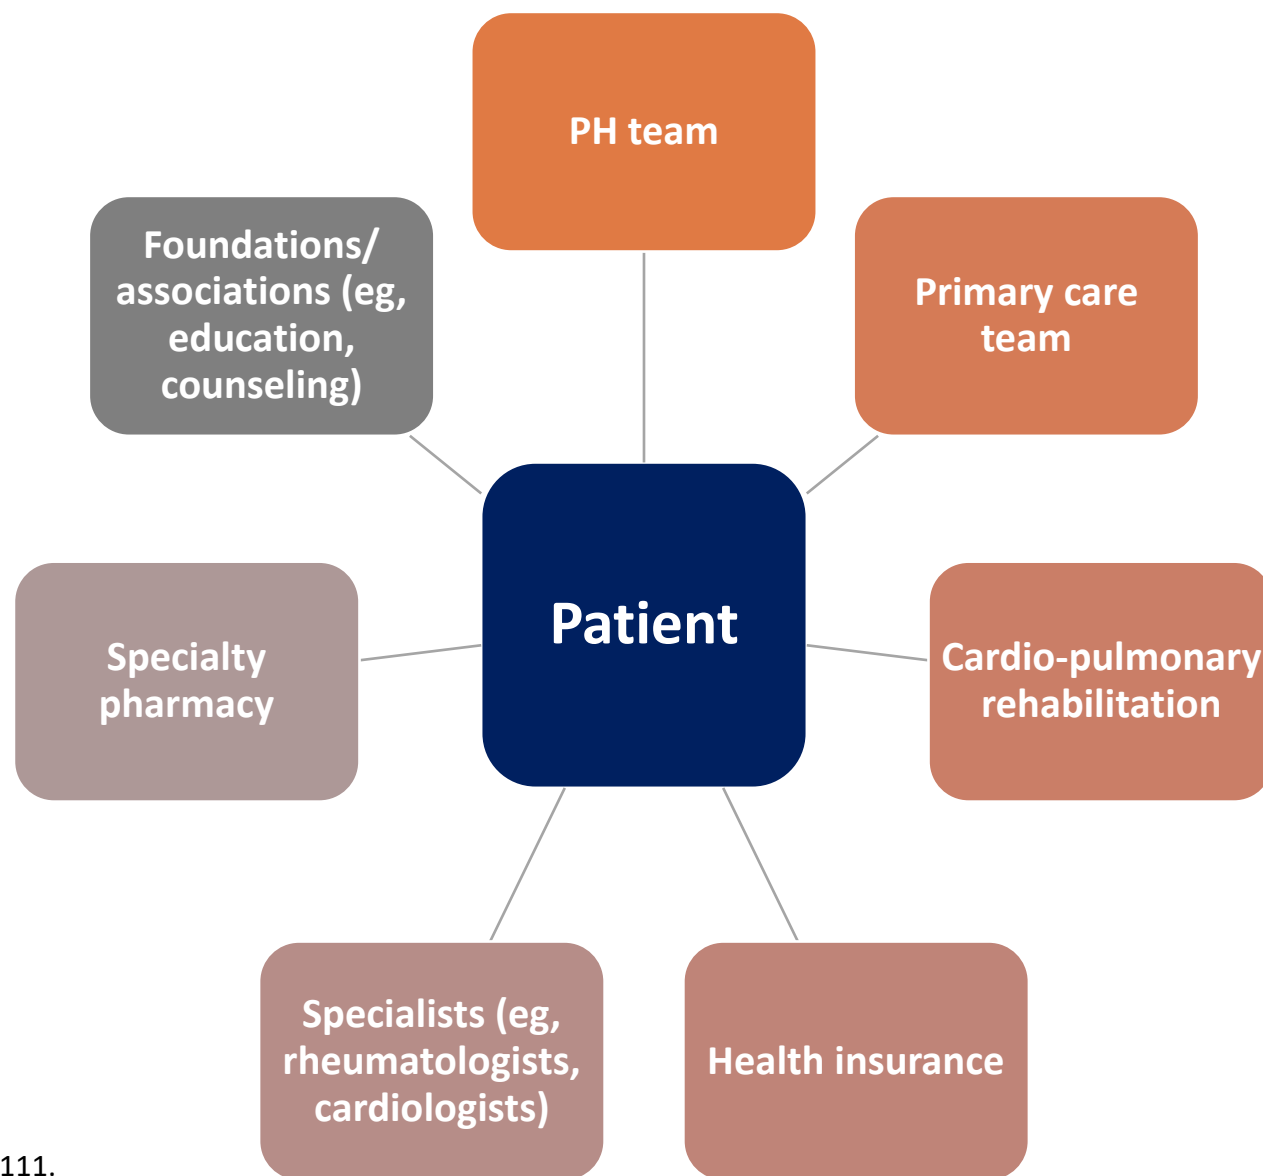 PH team
Foundations/
associations (eg,
education,
counseling)
Primary care
team
Patient
Specialty
pharmacy
Cardio-pulmonary
rehabilitation
Specialists (eg,
rheumatologists,
cardiologists)
Health insurance
111.